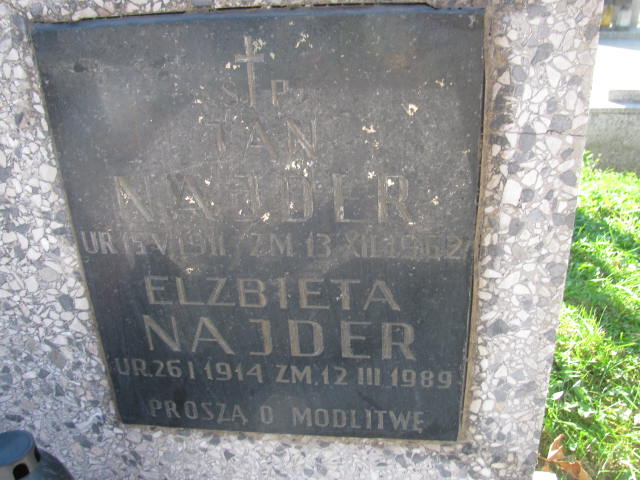 Ś P.
JAN
NAJDER
UR. 15 V 1911 ZM. 13 XII. 1962
ELZBIETA
NAJDER
UR. 26 I 1914 ZM. 12 III 1989
PROSZĄ O MODLITWĘ